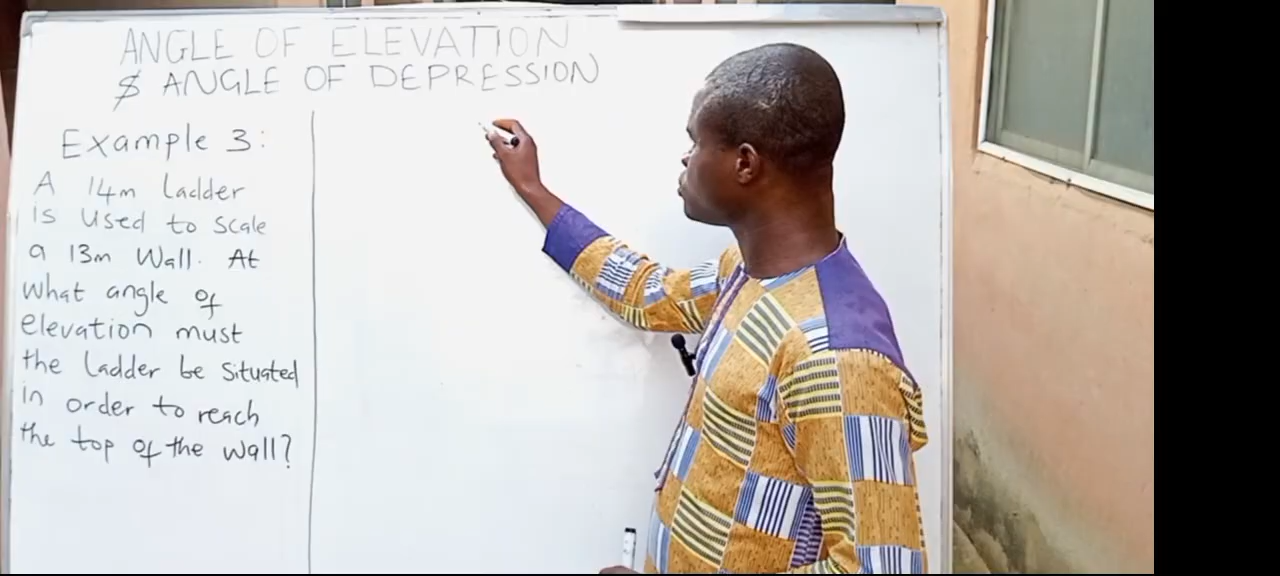 ANGLE OF ELEVATION
$ ANGLE OF DEPRESSION
Example 3:
A 14m Ladder
is used to scale
a 13m Wall. At
what angle of
elevation must
the ladder be situated
in order to reach
the top of the wall?